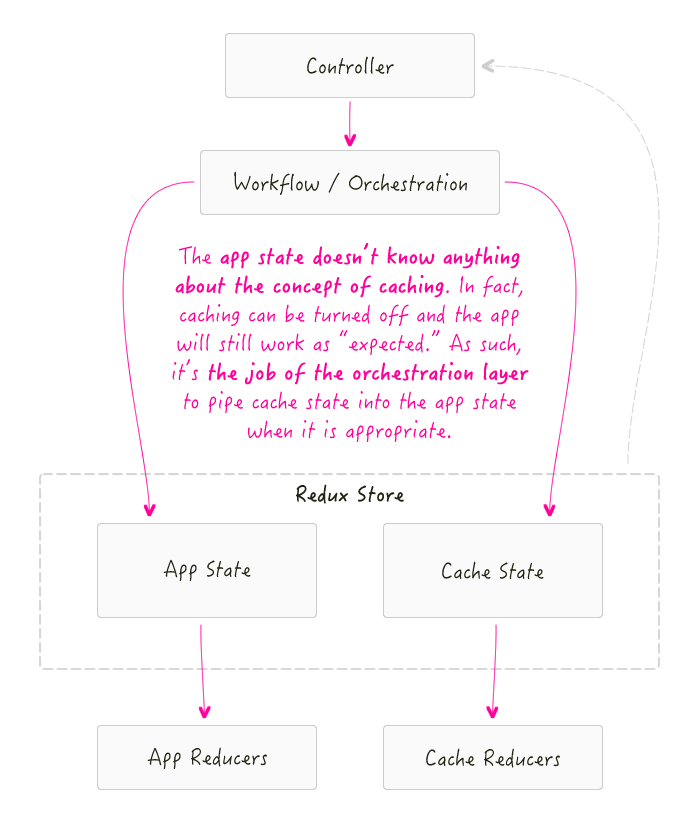 Controller
Workflow / Orchestration
The app state doesn't know anything
about the concept of caching. In fact,
caching can be turned off and the app
will still work as “expected.” As such,
it's the job of the orchestration layer
to pipe cache state into the app state
when it is appropriate.
Redux Store
App State
Cache State
App Reducers
Cache Reducers